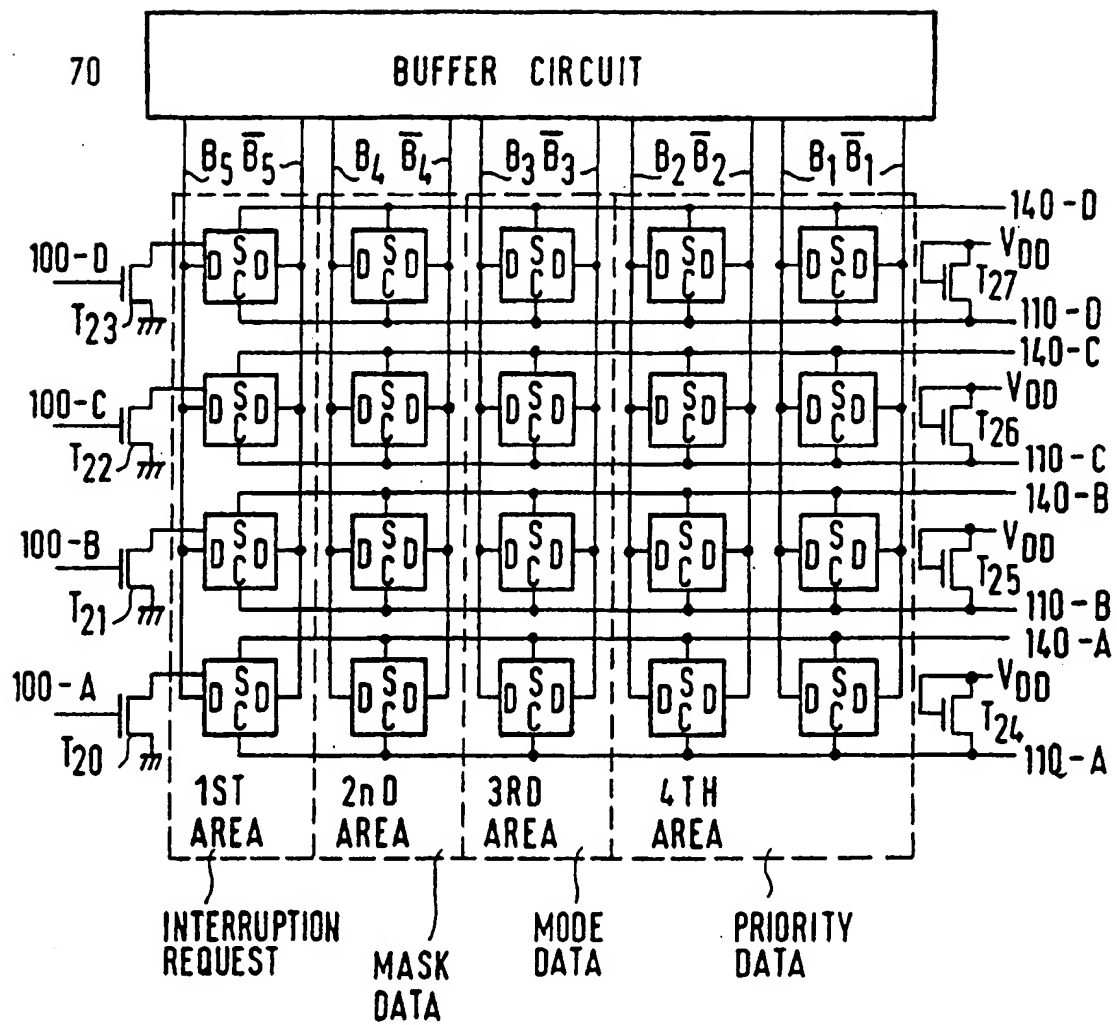 70 BUFFER CIRCUIT
B5 B̅5 B4 B̅4 B3 B̅3 B2 B̅2 B1 B̅1
140-D
100-D D S D C D S D C D S D C D S D C D S D C VDD
T23 T27
110-D
140-C
100-C D S D C D S D C D S D C D S D C D S D C VDD
T22 T26
110-C
140-B
100-B D S D C D S D C D S D C D S D C D S D C VDD
T21 T25
110-B
140-A
100-A D S D C D S D C D S D C D S D C D S D C VDD
T20 T24
11Q-A
1ST 2nD 3RD 4TH
AREA AREA AREA AREA
INTERRUPTION MODE PRIORITY
REQUEST DATA DATA
MASK
DATA